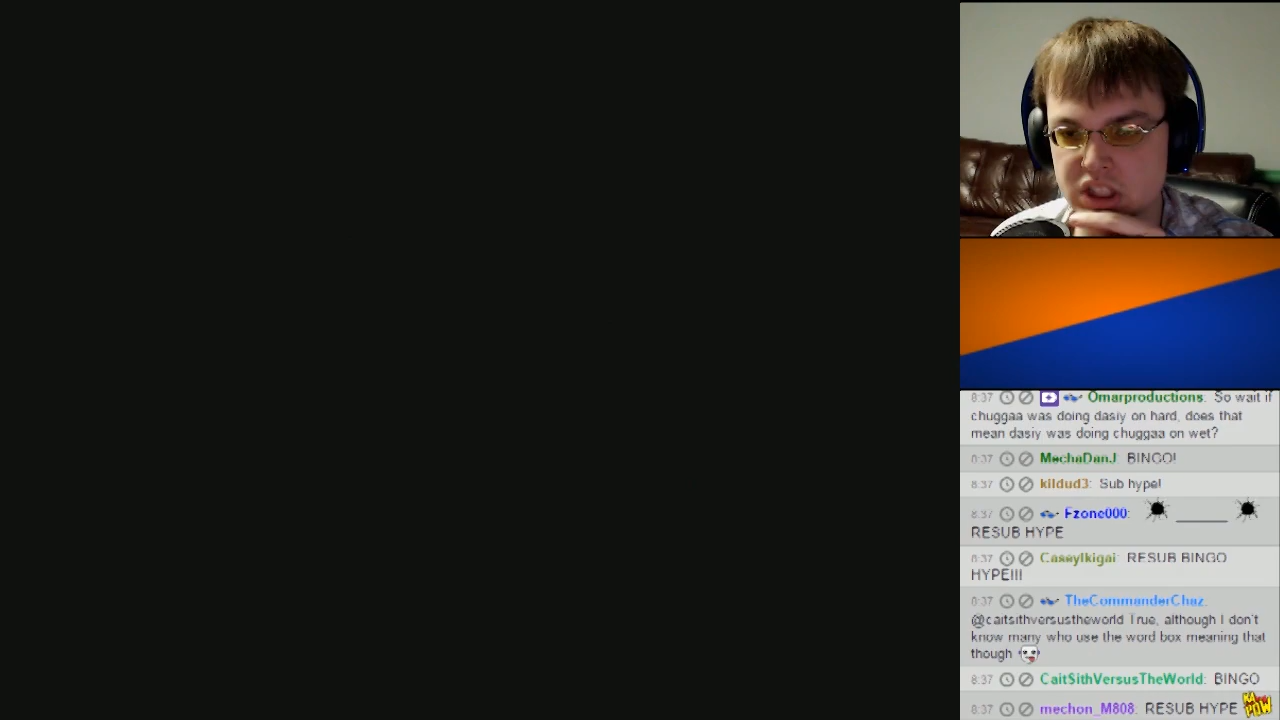 8:37 Omarproductions: So wait if
chuggaa was doing dasiy on hard, does that
mean dasiy was doing chuggaa on wet?
8:37 MechaDanJ: BINGO!
8:37 kildud3: Sub hype!
8:37 Fzone000: ______
RESUB HYPE
8:37 CaseyIkigai: RESUB BINGO
HYPE!!!
8:37 TheCommanderChaz:
@caitsithversustheworld True, although I don't
know many who use the word box meaning that
though
8:37 CaitSithVersusTheWorld: BINGO
8:37 mechon_M808: RESUB HYPE KA POW